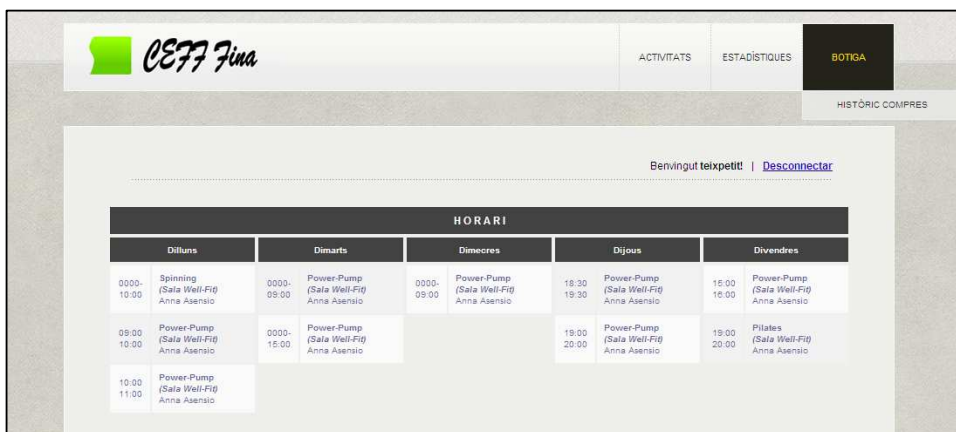 CEFF Fina
ACTIVITATS
ESTADÍSTIQUES
BOTIGA
HISTÒRIC COMPRES
Benvingut teixpetit! | Desconnectar
HORARI
Dilluns
Dimarts
Dimecres
Dijous
Divendres
0000-
10:00
Spinning
(Sala Well-Fit)
Anna Asensio
0000-
09:00
Power-Pump
(Sala Well-Fit)
Anna Asensio
0000-
09:00
Power-Pump
(Sala Well-Fit)
Anna Asensio
18:30
19:30
Power-Pump
(Sala Well-Fit)
Anna Asensio
15:00
16:00
Power-Pump
(Sala Well-Fit)
Anna Asensio
09:00
10:00
Power-Pump
(Sala Well-Fit)
Anna Asensio
0000-
15:00
Power-Pump
(Sala Well-Fit)
Anna Asensio
19:00
20:00
Power-Pump
(Sala Well-Fit)
Anna Asensio
19:00
20:00
Pilates
(Sala Well-Fit)
Anna Asensio
10:00
11:00
Power-Pump
(Sala Well-Fit)
Anna Asensio